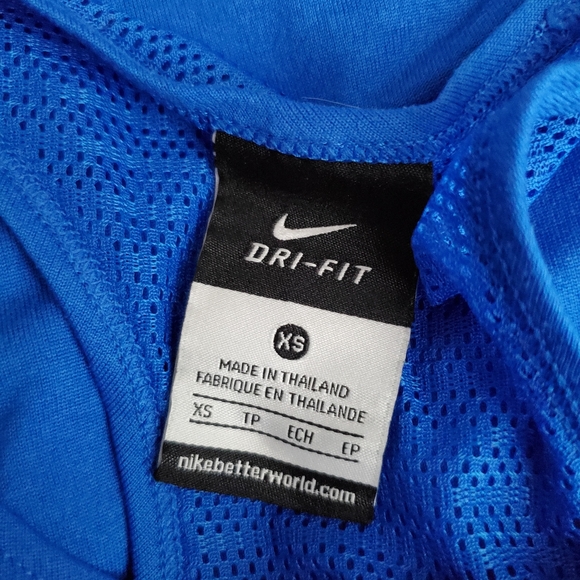 DRI-FIT
XS
MADE IN THAILAND
FABRIQUE EN THAILANDE
XS TP ECH EP
nikebetterworld.com